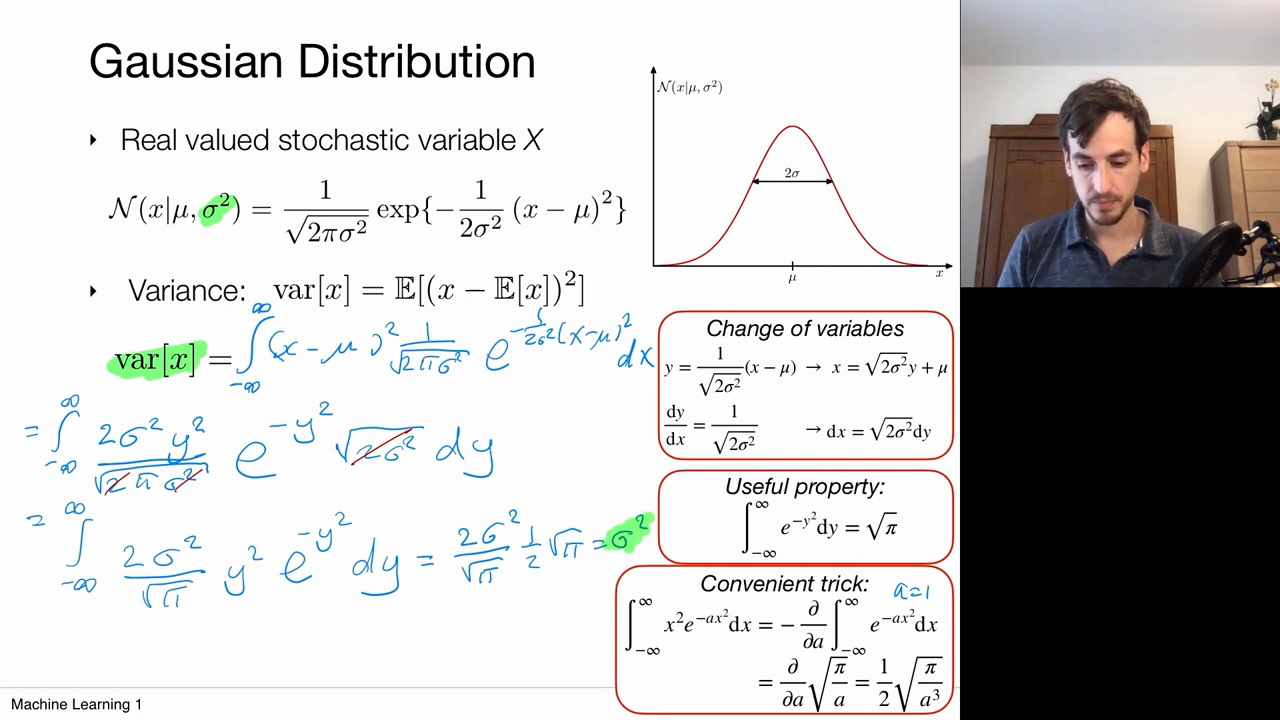 Gaussian Distribution
‣ Real valued stochastic variable X
𝒩(x|μ, σ²) = 1/√(2πσ²) exp{−1/(2σ²) (x − μ)²}
‣ Variance: var[x] = 𝔼[(x − 𝔼[x])²]
var[x] = ∫_{-∞}^{∞} (x − μ)² 1/√(2πσ²) e^{−1/(2σ²)(x−μ)²} dx
= ∫_{-∞}^{∞} 2σ²y²/√(2πσ²) e^{−y²} √(2σ²) dy
= ∫_{-∞}^{∞} 2σ²/√π y² e^{−y²} dy = 2σ²/√π 1/2 √π = σ²
𝒩(x|μ, σ²)
2σ
μ
x
Change of variables
y = 1/√(2σ²) (x − μ) → x = √(2σ²)y + μ
dy/dx = 1/√(2σ²) → dx = √(2σ²)dy
Useful property:
∫_{-∞}^{∞} e^{−y²}dy = √π
Convenient trick: a=1
∫_{-∞}^{∞} x²e^{−ax²}dx = − ∂/∂a ∫_{-∞}^{∞} e^{−ax²}dx
= ∂/∂a √(π/a) = 1/2 √(π/a³)
Machine Learning 1